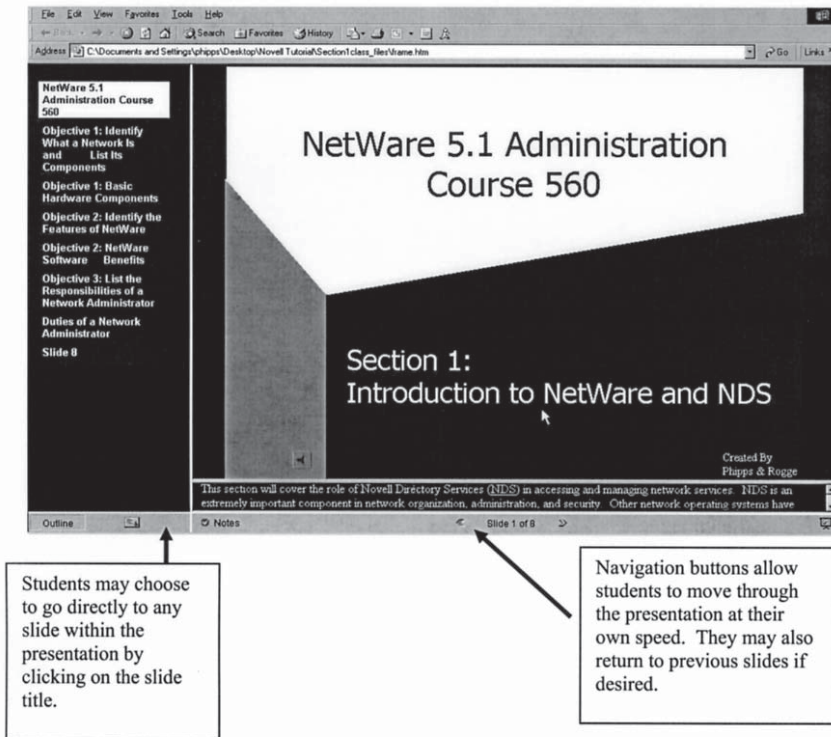 File Edit View Favorites Tools Help
Back Search Favorites History
Address C:\Documents and Settings\phipps\Desktop\Novell Tutorial\Section1class_files\frame.htm Go Links
NetWare 5.1
Administration Course
560
Objective 1: Identify
What a Network Is
and List Its
Components
Objective 1: Basic
Hardware Components
Objective 2: Identify the
Features of NetWare
Objective 2: NetWare
Software Benefits
Objective 3: List the
Responsibilities of a
Network Administrator
Duties of a Network
Administrator
Slide 8
NetWare 5.1 Administration
Course 560
Section 1:
Introduction to NetWare and NDS
Created By
Phipps & Rogge
This section will cover the role of Novell Directory Services (NDS) in accessing and managing network services. NDS is an
extremely important component in network organization, administration, and security Other network operating systems have
Outline Notes Slide 1 of 8
Students may choose
to go directly to any
slide within the
presentation by
clicking on the slide
title.
Navigation buttons allow
students to move through
the presentation at their
own speed. They may also
return to previous slides if
desired.